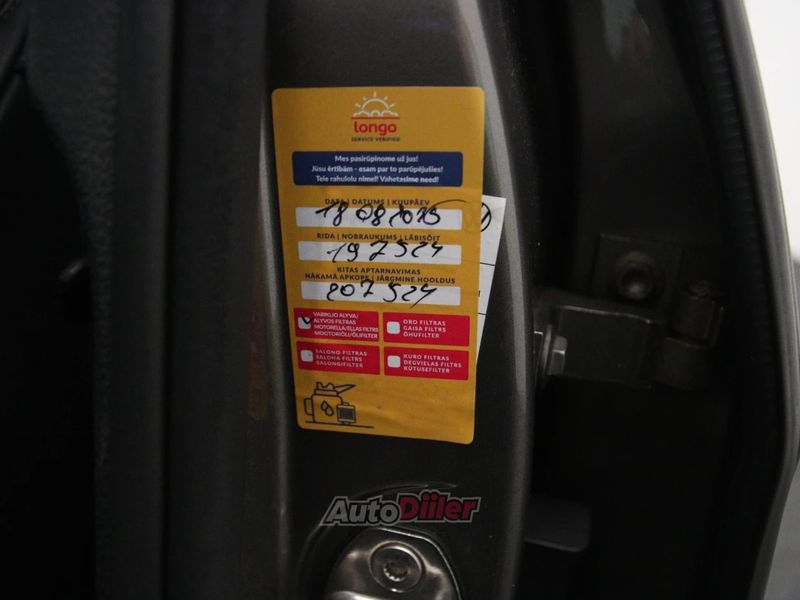 longo
SERVICE VERIFIED
Mes pasirūpinome už jus!
Jūsu ērtībām - esam par to parūpējušies!
Teie rahulolu nimel! Vahetasime need!
DATA | DATUMS | KUUPÄEV
RIDA | NOBRAUKUMS | LÄBISÕIT
197524
KITAS APTARNAVIMAS
NĀKAMĀ APKOPE | JÄRGMINE HOOLDUS
207524
VARIKLIO ALYVA/
ALYVOS FILTRAS
MOTOREĻĻA/EĻĻAS FILTRS
MOOTORIÕLI/ÕLIFILTER
ORO FILTRAS
GAISA FILTRS
ÕHUFILTER
SALONO FILTRAS
SALONA FILTRS
SALONGIFILTER
KURO FILTRAS
DEGVIELAS FILTRS
KÜTUSEFILTER
AutoDiiler